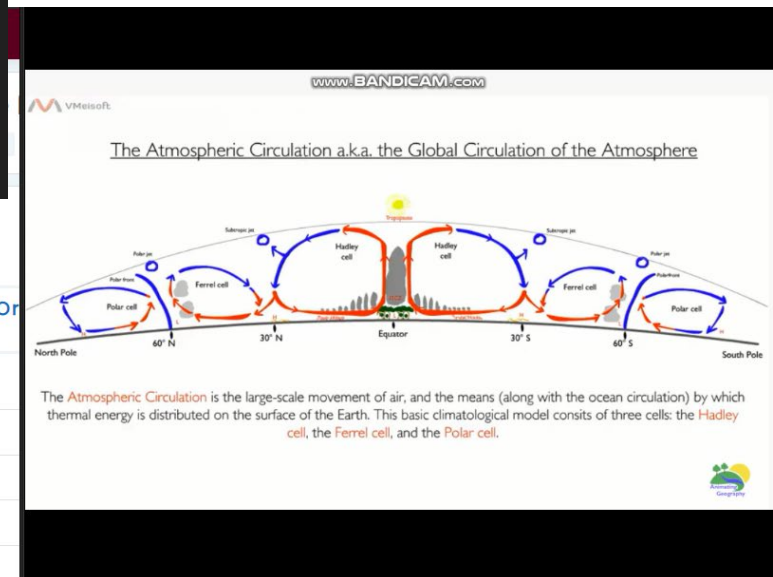 www.BANDICAM.com
VMeisoft
The Atmospheric Circulation a.k.a. the Global Circulation of the Atmosphere
Tropopause
Subtropic jet
Subtropic jet
Hadley
cell
Hadley
cell
Polar jet
Polar jet
Polar front
Polarfront
Ferrel cell
Ferrel cell
Polar cell
Polar cell
H
L
H
H
L
H
North Pole
60° N
30° N
Equator
30° S
60° S
South Pole
The Atmospheric Circulation is the large-scale movement of air, and the means (along with the ocean circulation) by which
thermal energy is distributed on the surface of the Earth. This basic climatological model consits of three cells: the Hadley
cell, the Ferrel cell, and the Polar cell.
Animating
Geography
Or